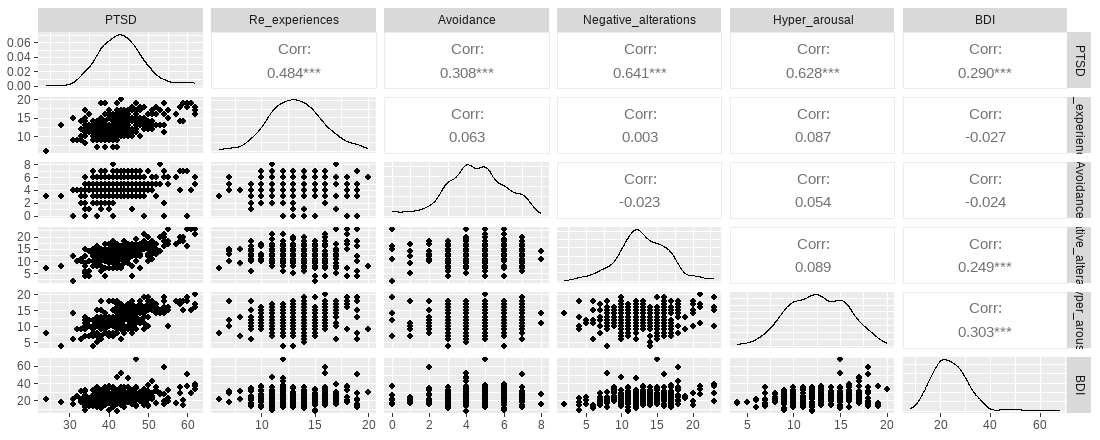 PTSD Re_experiences Avoidance Negative_alterations Hyper_arousal BDI
0.06
0.04
0.02
0.00
Corr: Corr: Corr: Corr: Corr:
0.484*** 0.308*** 0.641*** 0.628*** 0.290***
PTSD
20
15
10
Corr: Corr: Corr: Corr:
0.063 0.003 0.087 -0.027
_experien
8
6
4
2
0
Corr: Corr: Corr:
-0.023 0.054 -0.024
Avoidance
20
15
10
5
Corr: Corr:
0.089 0.249***
ative_altera
20
15
10
5
Corr:
0.303***
yper_arous
60
40
20
BDI
30 40 50 60 10 15 20 0 2 4 6 8 5 10 15 20 5 10 15 20 20 40 60